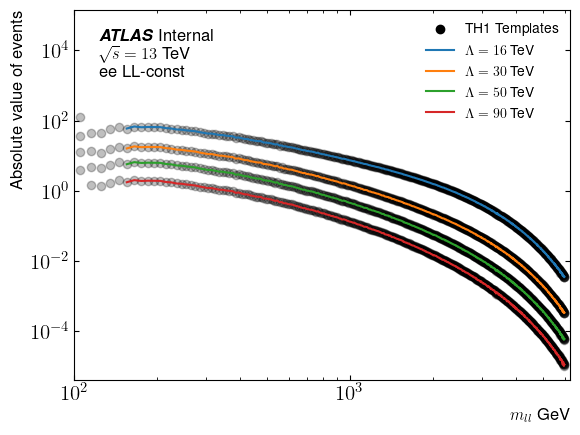 ATLAS Internal
√s = 13 TeV
ee LL-const
TH1 Templates
Λ = 16 TeV
Λ = 30 TeV
Λ = 50 TeV
Λ = 90 TeV
Absolute value of events
10⁴
10²
10⁰
10⁻²
10⁻⁴
10²
10³
mₗₗ GeV